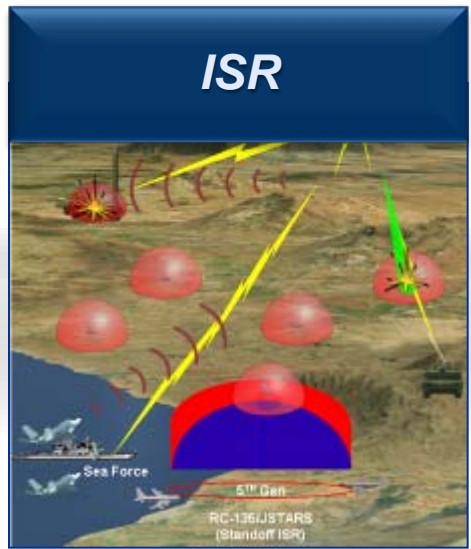 ISR
Sea Force
5TH Gen
RC-135/JSTARS
(Standoff ISR)